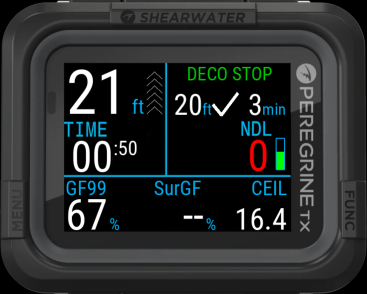 SHEARWATER
DECO STOP
21 ft
20ft ✓ 3min
TIME
NDL
00:50
0
GF99 SurGF CEIL
67% --% 16.4
PEREGRINE TX
MENU
FUNC